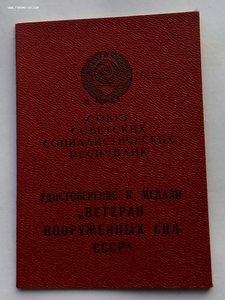 СОЮЗ
СОВЕТСКИХ
СОЦИАЛИСТИЧЕСКИХ
РЕСПУБЛИК
УДОСТОВЕРЕНИЕ К МЕДАЛИ
„ВЕТЕРАН
ВООРУЖЕННЫХ СИЛ
СССР“